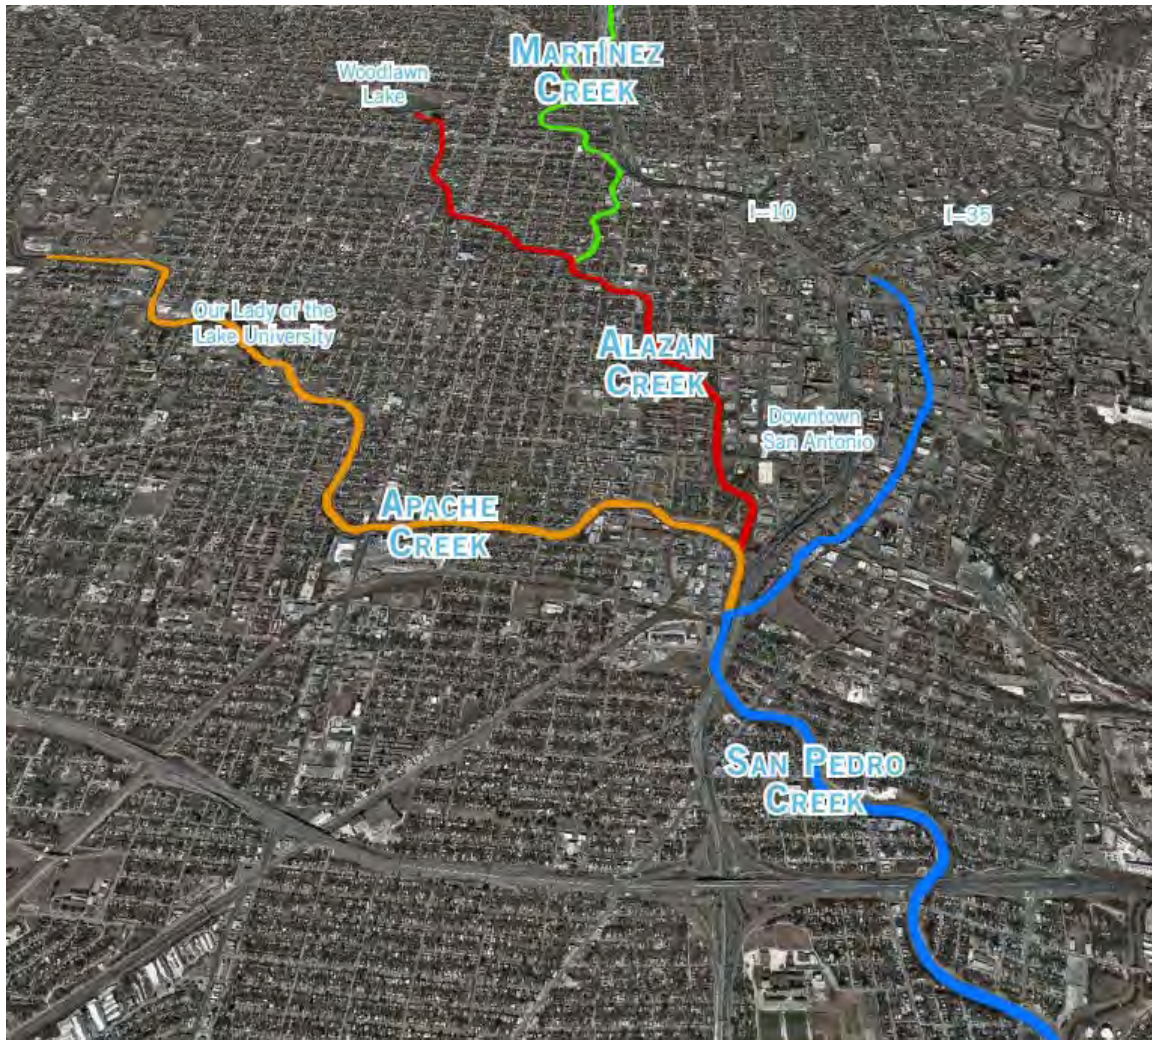 MARTÍNEZ
CREEK
Woodlawn
Lake
I-10
I-35
Our Lady of the
Lake University
ALAZAN
CREEK
Downtown
San Antonio
APACHE
CREEK
SAN PEDRO
CREEK